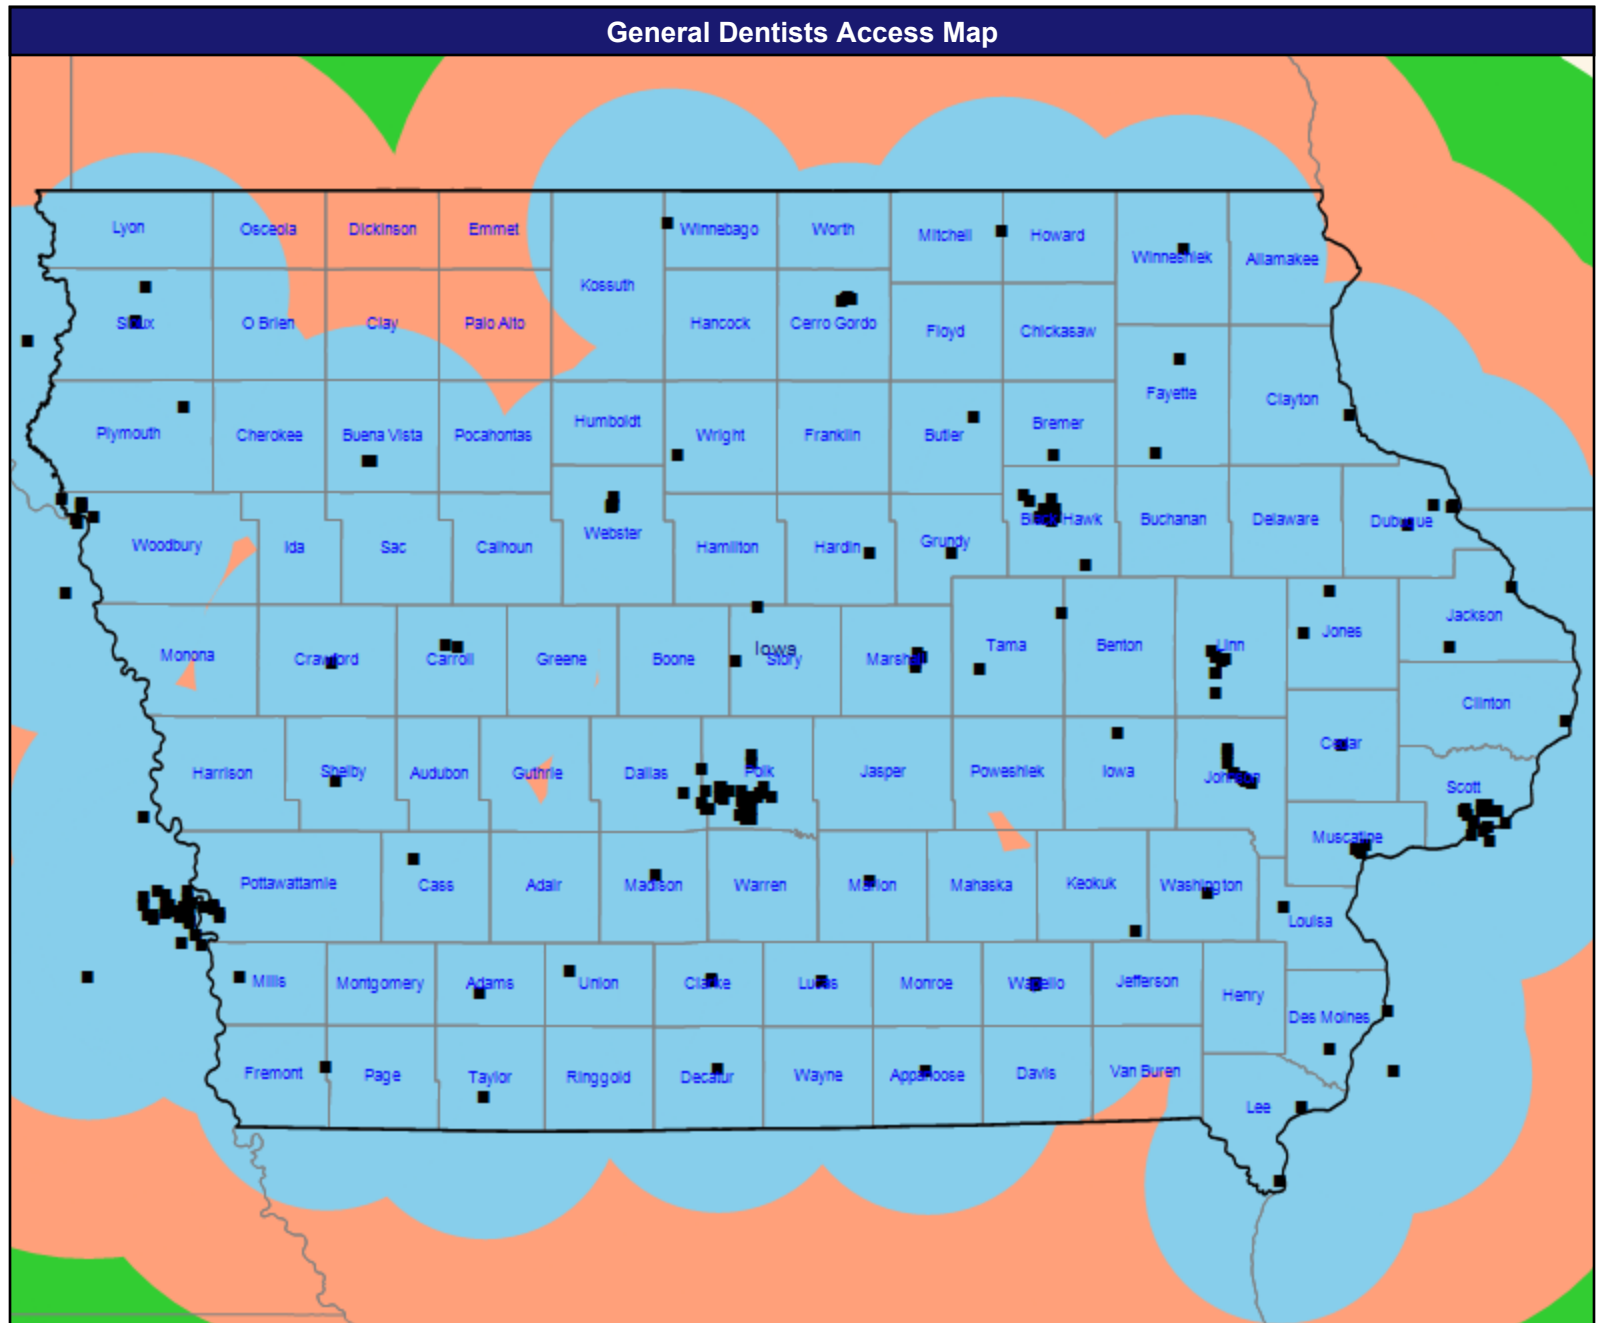 General Dentists Access Map
Lyon
Osceola
Dickinson
Emmet
Winnebago
Worth
Mitchell
Howard
Winneshiek
Allamakee
Kossuth
Sioux
O Brien
Clay
Palo Alto
Hancock
Cerro Gordo
Floyd
Chickasaw
Fayette
Clayton
Plymouth
Cherokee
Buena Vista
Pocahontas
Humboldt
Wright
Franklin
Butler
Bremer
Woodbury
Ida
Sac
Calhoun
Webster
Hamilton
Hardin
Grundy
Black Hawk
Buchanan
Delaware
Dubuque
Monona
Crawford
Carroll
Greene
Boone
Iowa
Story
Marshall
Tama
Benton
Linn
Jones
Jackson
Clinton
Harrison
Shelby
Audubon
Guthrie
Dallas
Polk
Jasper
Poweshiek
Iowa
Johnson
Cedar
Scott
Muscatine
Pottawattamie
Cass
Adair
Madison
Warren
Marion
Mahaska
Keokuk
Washington
Louisa
Mills
Montgomery
Adams
Union
Clarke
Lucas
Monroe
Wapello
Jefferson
Henry
Des Moines
Fremont
Page
Taylor
Ringgold
Decatur
Wayne
Appanoose
Davis
Van Buren
Lee